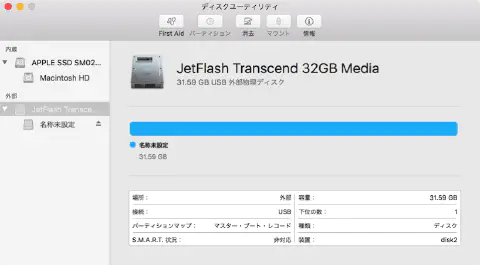 ディスクユーティリティ
First Aid パーティション 消去 マウント 情報
内蔵
APPLE SSD SM02...
Macintosh HD
外部
JetFlash Transce...
名称未設定
JetFlash Transcend 32GB Media
31.59 GB USB 外部物理ディスク
名称未設定
31.59 GB
場所： 外部 容量： 31.59 GB
接続： USB 下位の数： 1
パーティションマップ： マスター・ブート・レコード 種類： ディスク
S.M.A.R.T. 状況： 非対応 装置： disk2